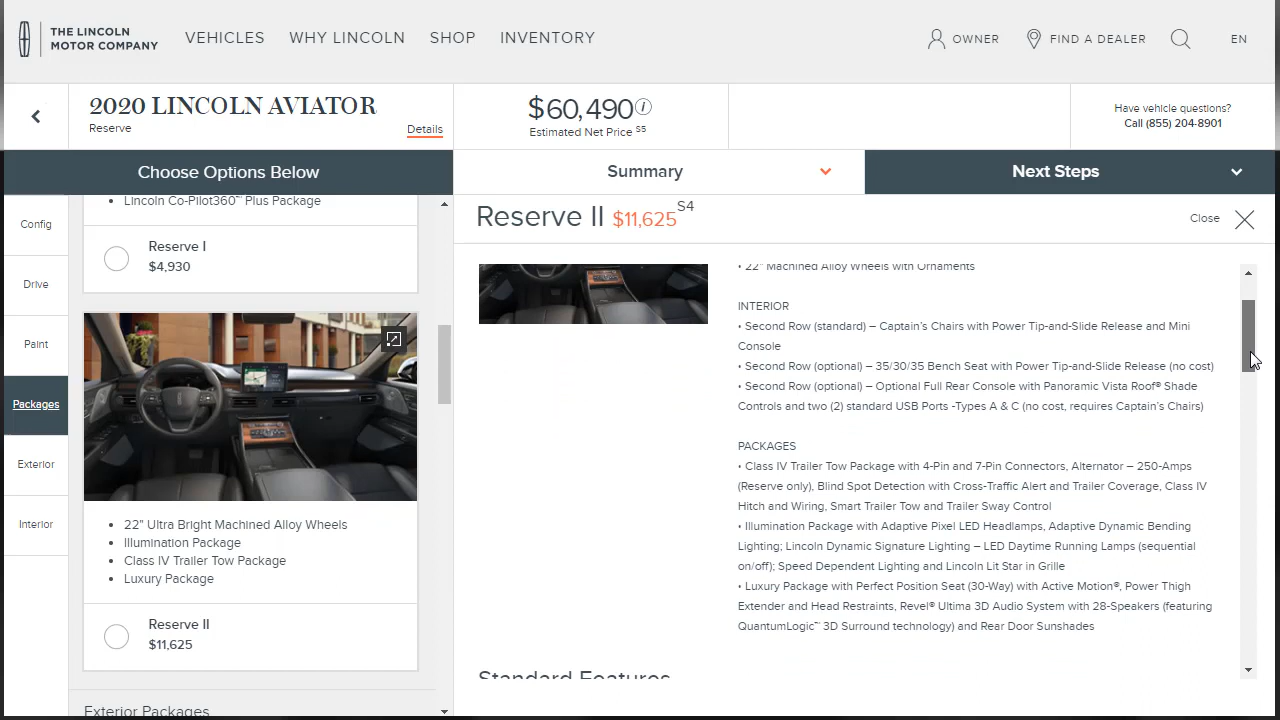 THE LINCOLN
MOTOR COMPANY
VEHICLES
WHY LINCOLN
SHOP
INVENTORY
OWNER
FIND A DEALER
EN
2020 LINCOLN AVIATOR
Reserve
Details
$60,490 i
Estimated Net Price S5
Have vehicle questions?
Call (855) 204-8901
Choose Options Below
Summary
Next Steps
Config
Drive
Paint
Packages
Exterior
Interior
• Lincoln Co-Pilot360™ Plus Package
Reserve I
$4,930
• 22" Ultra Bright Machined Alloy Wheels
• Illumination Package
• Class IV Trailer Tow Package
• Luxury Package
Reserve II
$11,625
Exterior Packages
Reserve II $11,625 S4
Close
• 22" Machined Alloy Wheels with Ornaments
INTERIOR
• Second Row (standard) – Captain's Chairs with Power Tip-and-Slide Release and Mini
Console
• Second Row (optional) – 35/30/35 Bench Seat with Power Tip-and-Slide Release (no cost)
• Second Row (optional) – Optional Full Rear Console with Panoramic Vista Roof® Shade
Controls and two (2) standard USB Ports -Types A & C (no cost, requires Captain's Chairs)
PACKAGES
• Class IV Trailer Tow Package with 4-Pin and 7-Pin Connectors, Alternator – 250-Amps
(Reserve only), Blind Spot Detection with Cross-Traffic Alert and Trailer Coverage, Class IV
Hitch and Wiring, Smart Trailer Tow and Trailer Sway Control
• Illumination Package with Adaptive Pixel LED Headlamps, Adaptive Dynamic Bending
Lighting; Lincoln Dynamic Signature Lighting – LED Daytime Running Lamps (sequential
on/off); Speed Dependent Lighting and Lincoln Lit Star in Grille
• Luxury Package with Perfect Position Seat (30-Way) with Active Motion®, Power Thigh
Extender and Head Restraints, Revel® Ultima 3D Audio System with 28-Speakers (featuring
QuantumLogic™ 3D Surround technology) and Rear Door Sunshades
Standard Features